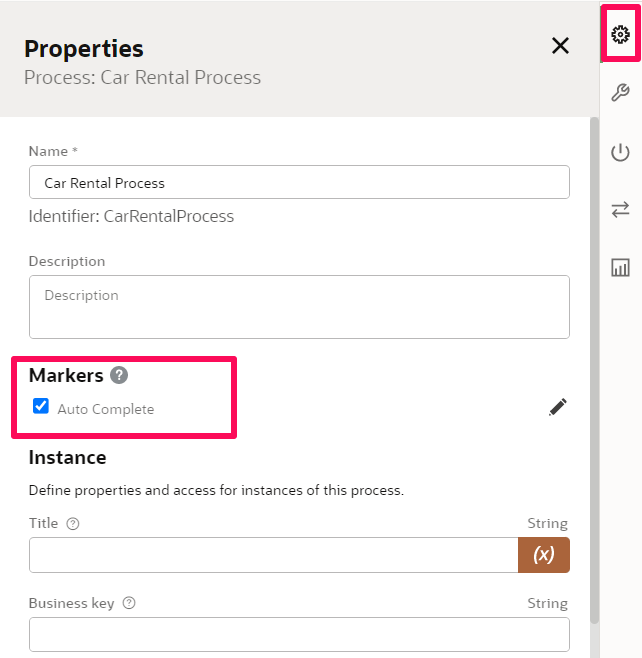 Properties
Process: Car Rental Process
Name *
Car Rental Process
Identifier: CarRentalProcess
Description
Description
Markers ?
Auto Complete
Instance
Define properties and access for instances of this process.
Title ? String
(x)
Business key ? String